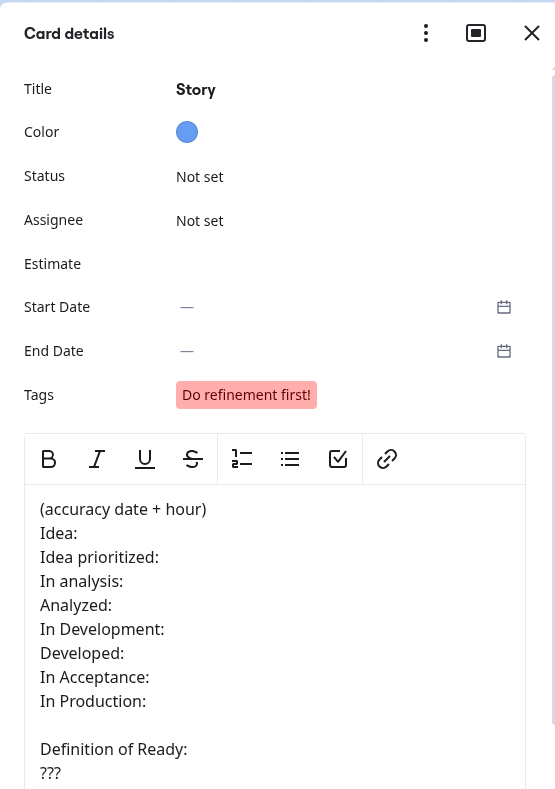 Card details
Title Story
Color
Status Not set
Assignee Not set
Estimate
Start Date —
End Date —
Tags Do refinement first!
B I U S
(accuracy date + hour)
Idea:
Idea prioritized:
In analysis:
Analyzed:
In Development:
Developed:
In Acceptance:
In Production:
Definition of Ready:
???